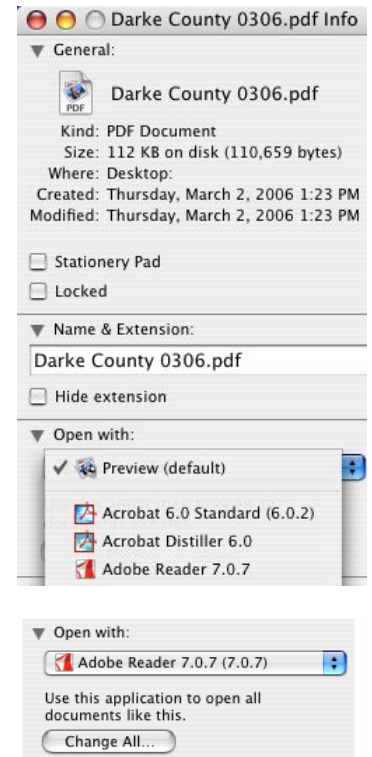 Darke County 0306.pdf Info
General:
PDF
Darke County 0306.pdf
Kind: PDF Document
Size: 112 KB on disk (110,659 bytes)
Where: Desktop:
Created: Thursday, March 2, 2006 1:23 PM
Modified: Thursday, March 2, 2006 1:23 PM
Stationery Pad
Locked
Name & Extension:
Darke County 0306.pdf
Hide extension
Open with:
Preview (default)
Acrobat 6.0 Standard (6.0.2)
Acrobat Distiller 6.0
Adobe Reader 7.0.7
Open with:
Adobe Reader 7.0.7 (7.0.7)
Use this application to open all
documents like this.
Change All...